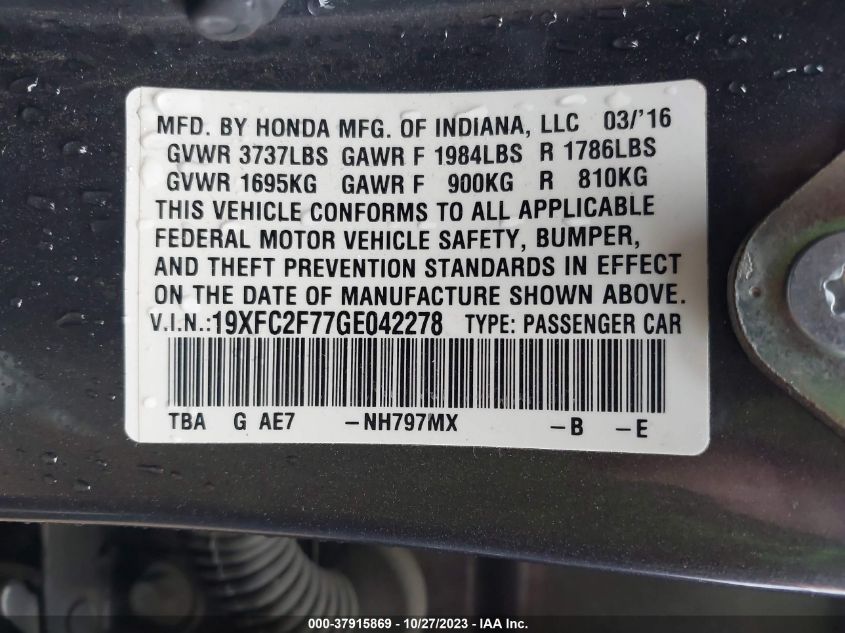 MFD. BY HONDA MFG. OF INDIANA, LLC 03/'16
GVWR 3737LBS GAWR F 1984LBS R 1786LBS
GVWR 1695KG GAWR F 900KG R 810KG
THIS VEHICLE CONFORMS TO ALL APPLICABLE
FEDERAL MOTOR VEHICLE SAFETY, BUMPER,
AND THEFT PREVENTION STANDARDS IN EFFECT
ON THE DATE OF MANUFACTURE SHOWN ABOVE.
V.I.N.:19XFC2F77GE042278 TYPE: PASSENGER CAR
TBA G AE7 -NH797MX -B -E
000-37915869 - 10/27/2023 - IAA Inc.